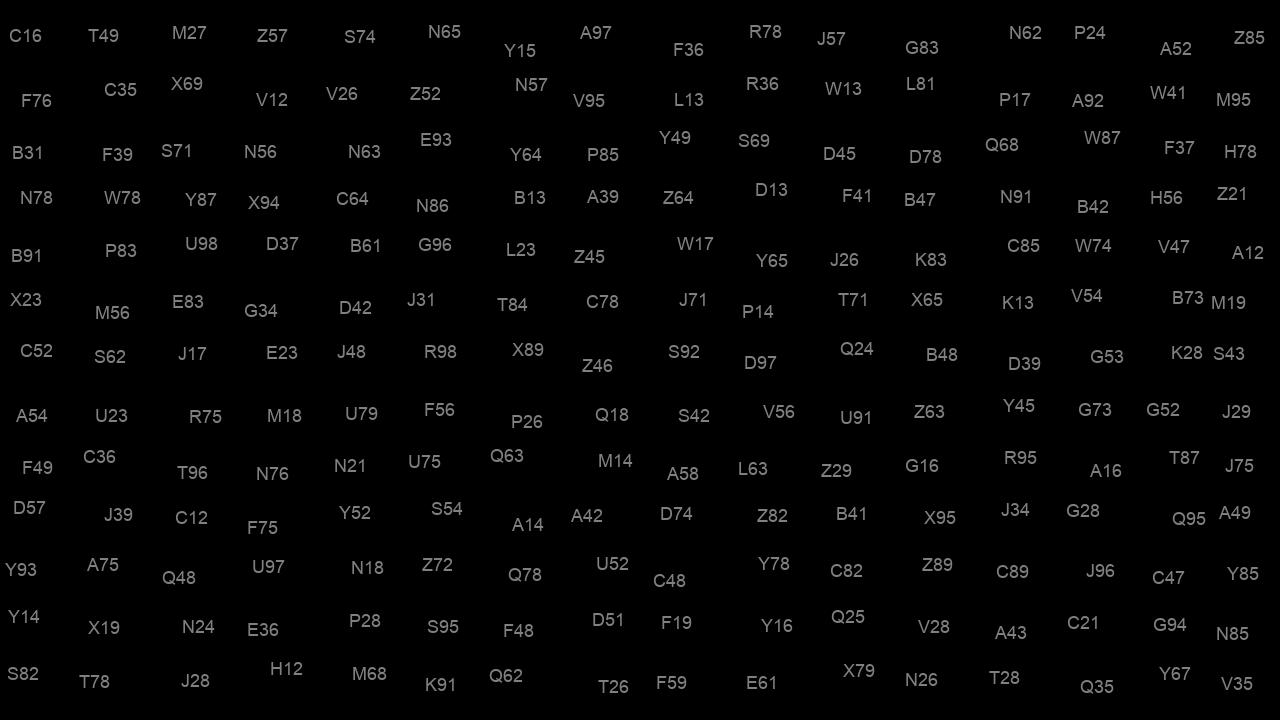 C16 T49 M27 Z57 S74 N65 Y15 A97 F36 R78 J57 G83 N62 P24 A52 Z85
F76 C35 X69 V12 V26 Z52 N57 V95 L13 R36 W13 L81 P17 A92 W41 M95
B31 F39 S71 N56 N63 E93 Y64 P85 Y49 S69 D45 D78 Q68 W87 F37 H78
N78 W78 Y87 X94 C64 N86 B13 A39 Z64 D13 F41 B47 N91 B42 H56 Z21
B91 P83 U98 D37 B61 G96 L23 Z45 W17 Y65 J26 K83 C85 W74 V47 A12
X23 M56 E83 G34 D42 J31 T84 C78 J71 P14 T71 X65 K13 V54 B73 M19
C52 S62 J17 E23 J48 R98 X89 Z46 S92 D97 Q24 B48 D39 G53 K28 S43
A54 U23 R75 M18 U79 F56 P26 Q18 S42 V56 U91 Z63 Y45 G73 G52 J29
F49 C36 T96 N76 N21 U75 Q63 M14 A58 L63 Z29 G16 R95 A16 T87 J75
D57 J39 C12 F75 Y52 S54 A14 A42 D74 Z82 B41 X95 J34 G28 Q95 A49
Y93 A75 Q48 U97 N18 Z72 Q78 U52 C48 Y78 C82 Z89 C89 J96 C47 Y85
Y14 X19 N24 E36 P28 S95 F48 D51 F19 Y16 Q25 V28 A43 C21 G94 N85
S82 T78 J28 H12 M68 K91 Q62 T26 F59 E61 X79 N26 T28 Q35 Y67 V35